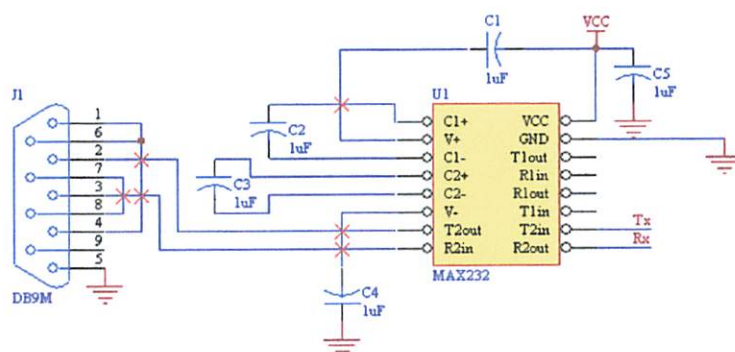 C1
1uF
VCC
C5
1uF
J1
1
6
2
7
3
8
4
9
5
DB9M
C2
1uF
C3
1uF
U1
C1+ VCC
V+ GND
C1- T1out
C2+ R1in
C2- R1out
V- T1in
T2out T2in
R2in R2out
MAX232
Tx
Rx
C4
1uF